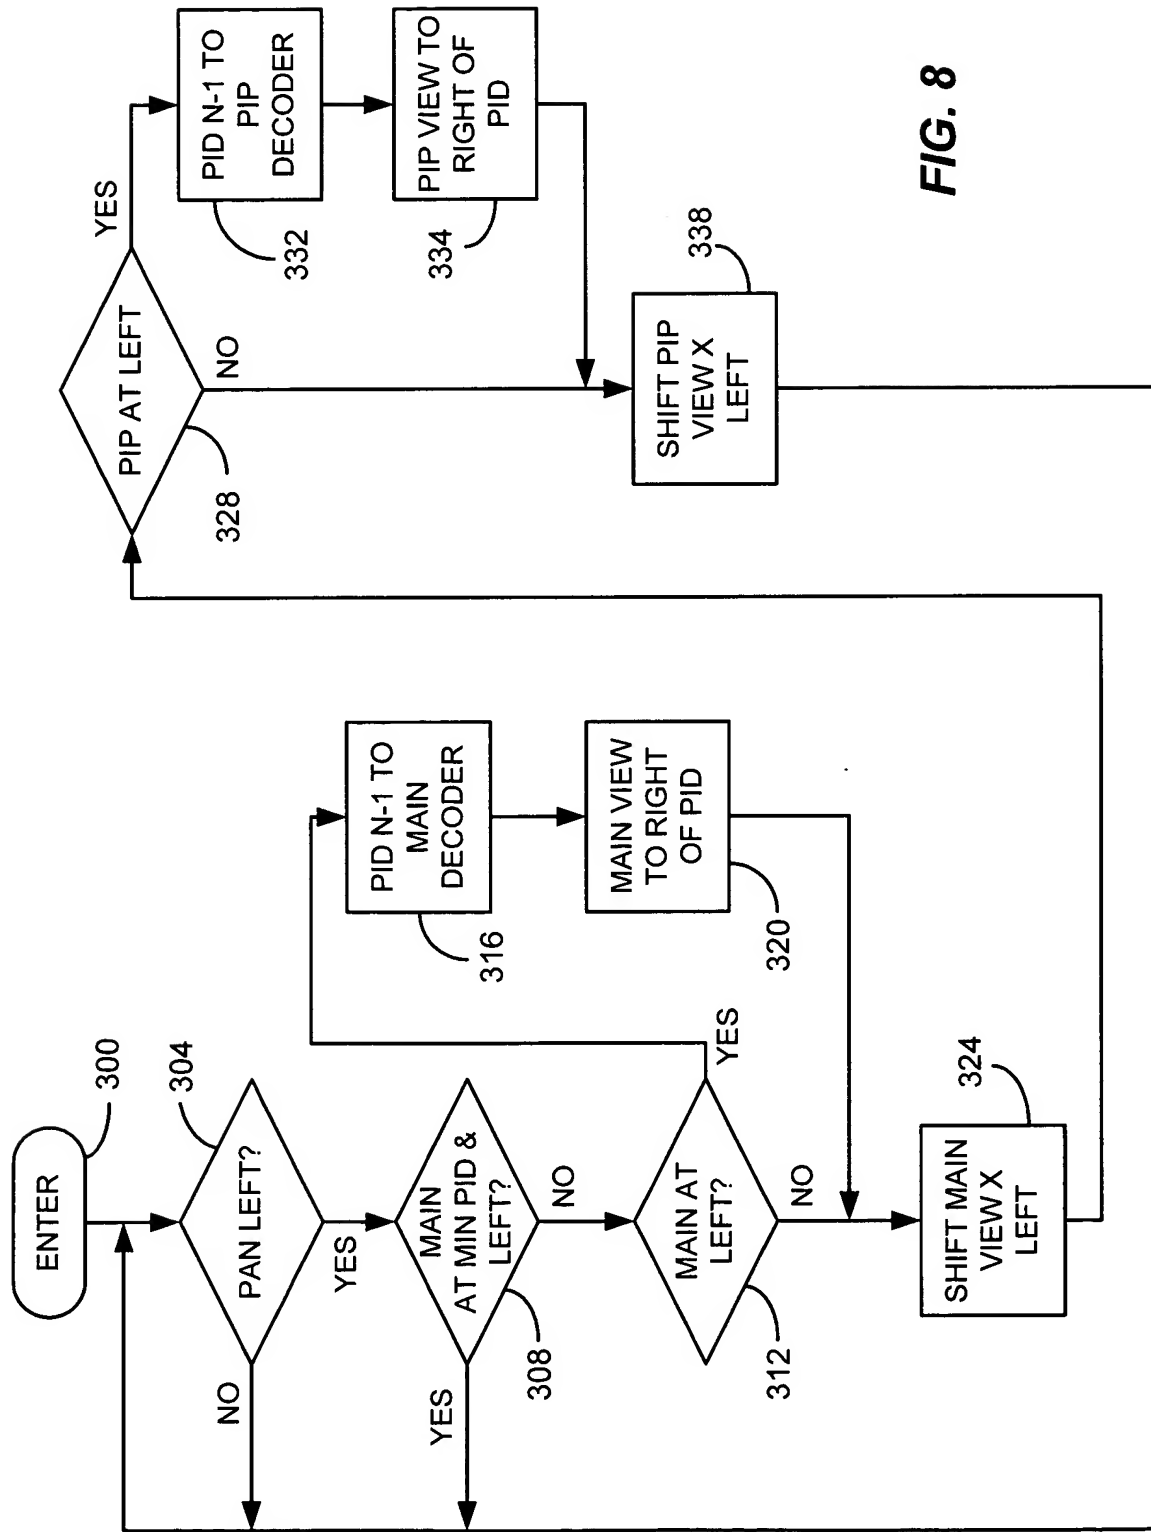 ENTER
300
PAN LEFT?
304
NO
YES
MAIN
AT MIN PID &
LEFT?
308
YES
NO
MAIN AT
LEFT?
312
YES
NO
PID N-1 TO
MAIN
DECODER
316
MAIN VIEW
TO RIGHT
OF PID
320
SHIFT MAIN
VIEW X
LEFT
324
PIP AT LEFT
328
YES
NO
PID N-1 TO
PIP
DECODER
332
PIP VIEW TO
RIGHT OF
PID
334
SHIFT PIP
VIEW X
LEFT
338
FIG. 8